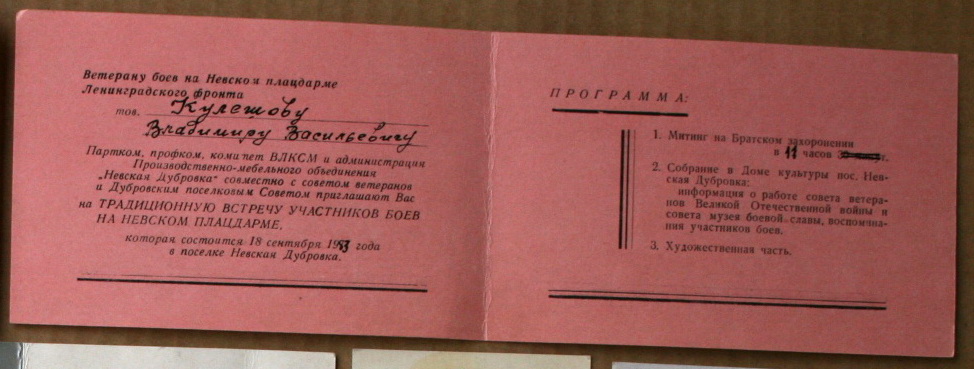 Ветерану боев на Невском плацдарме
Ленинградского фронта
тов. Кулешову
Владимиру Васильевичу
Партком, профком, комитет ВЛКСМ и администрация
Производственно-мебельного объединения
„Невская Дубровка“ совместно с советом ветеранов
и Дубровским поселковым Советом приглашают Вас
на ТРАДИЦИОННУЮ ВСТРЕЧУ УЧАСТНИКОВ БОЕВ
НА НЕВСКОМ ПЛАЦДАРМЕ,
которая состоится 18 сентября 1983 года
в поселке Невская Дубровка.
ПРОГРАММА:
1. Митинг на Братском захоронении
в 11 часов г.
2. Собрание в Доме культуры пос. Нев-
ская Дубровка:
информация о работе совета ветера-
нов Великой Отечественной войны и
совета музея боевой славы, воспомина-
ния участников боев.
3. Художественная часть.